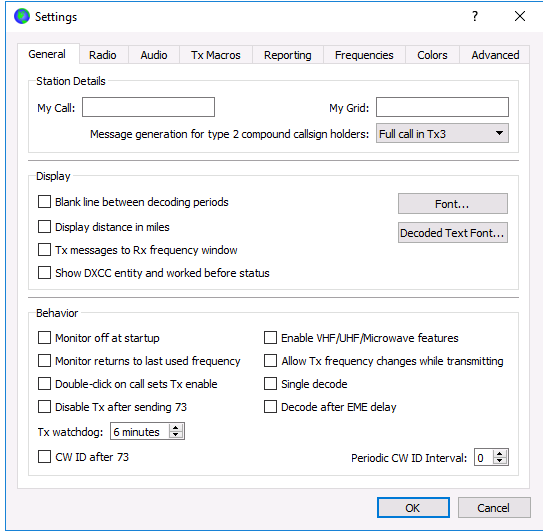 Settings
General Radio Audio Tx Macros Reporting Frequencies Colors Advanced
Station Details
My Call: My Grid:
Message generation for type 2 compound callsign holders: Full call in Tx3
Display
Blank line between decoding periods Font...
Display distance in miles Decoded Text Font...
Tx messages to Rx frequency window
Show DXCC entity and worked before status
Behavior
Monitor off at startup Enable VHF/UHF/Microwave features
Monitor returns to last used frequency Allow Tx frequency changes while transmitting
Double-click on call sets Tx enable Single decode
Disable Tx after sending 73 Decode after EME delay
Tx watchdog: 6 minutes
CW ID after 73 Periodic CW ID Interval: 0
OK Cancel